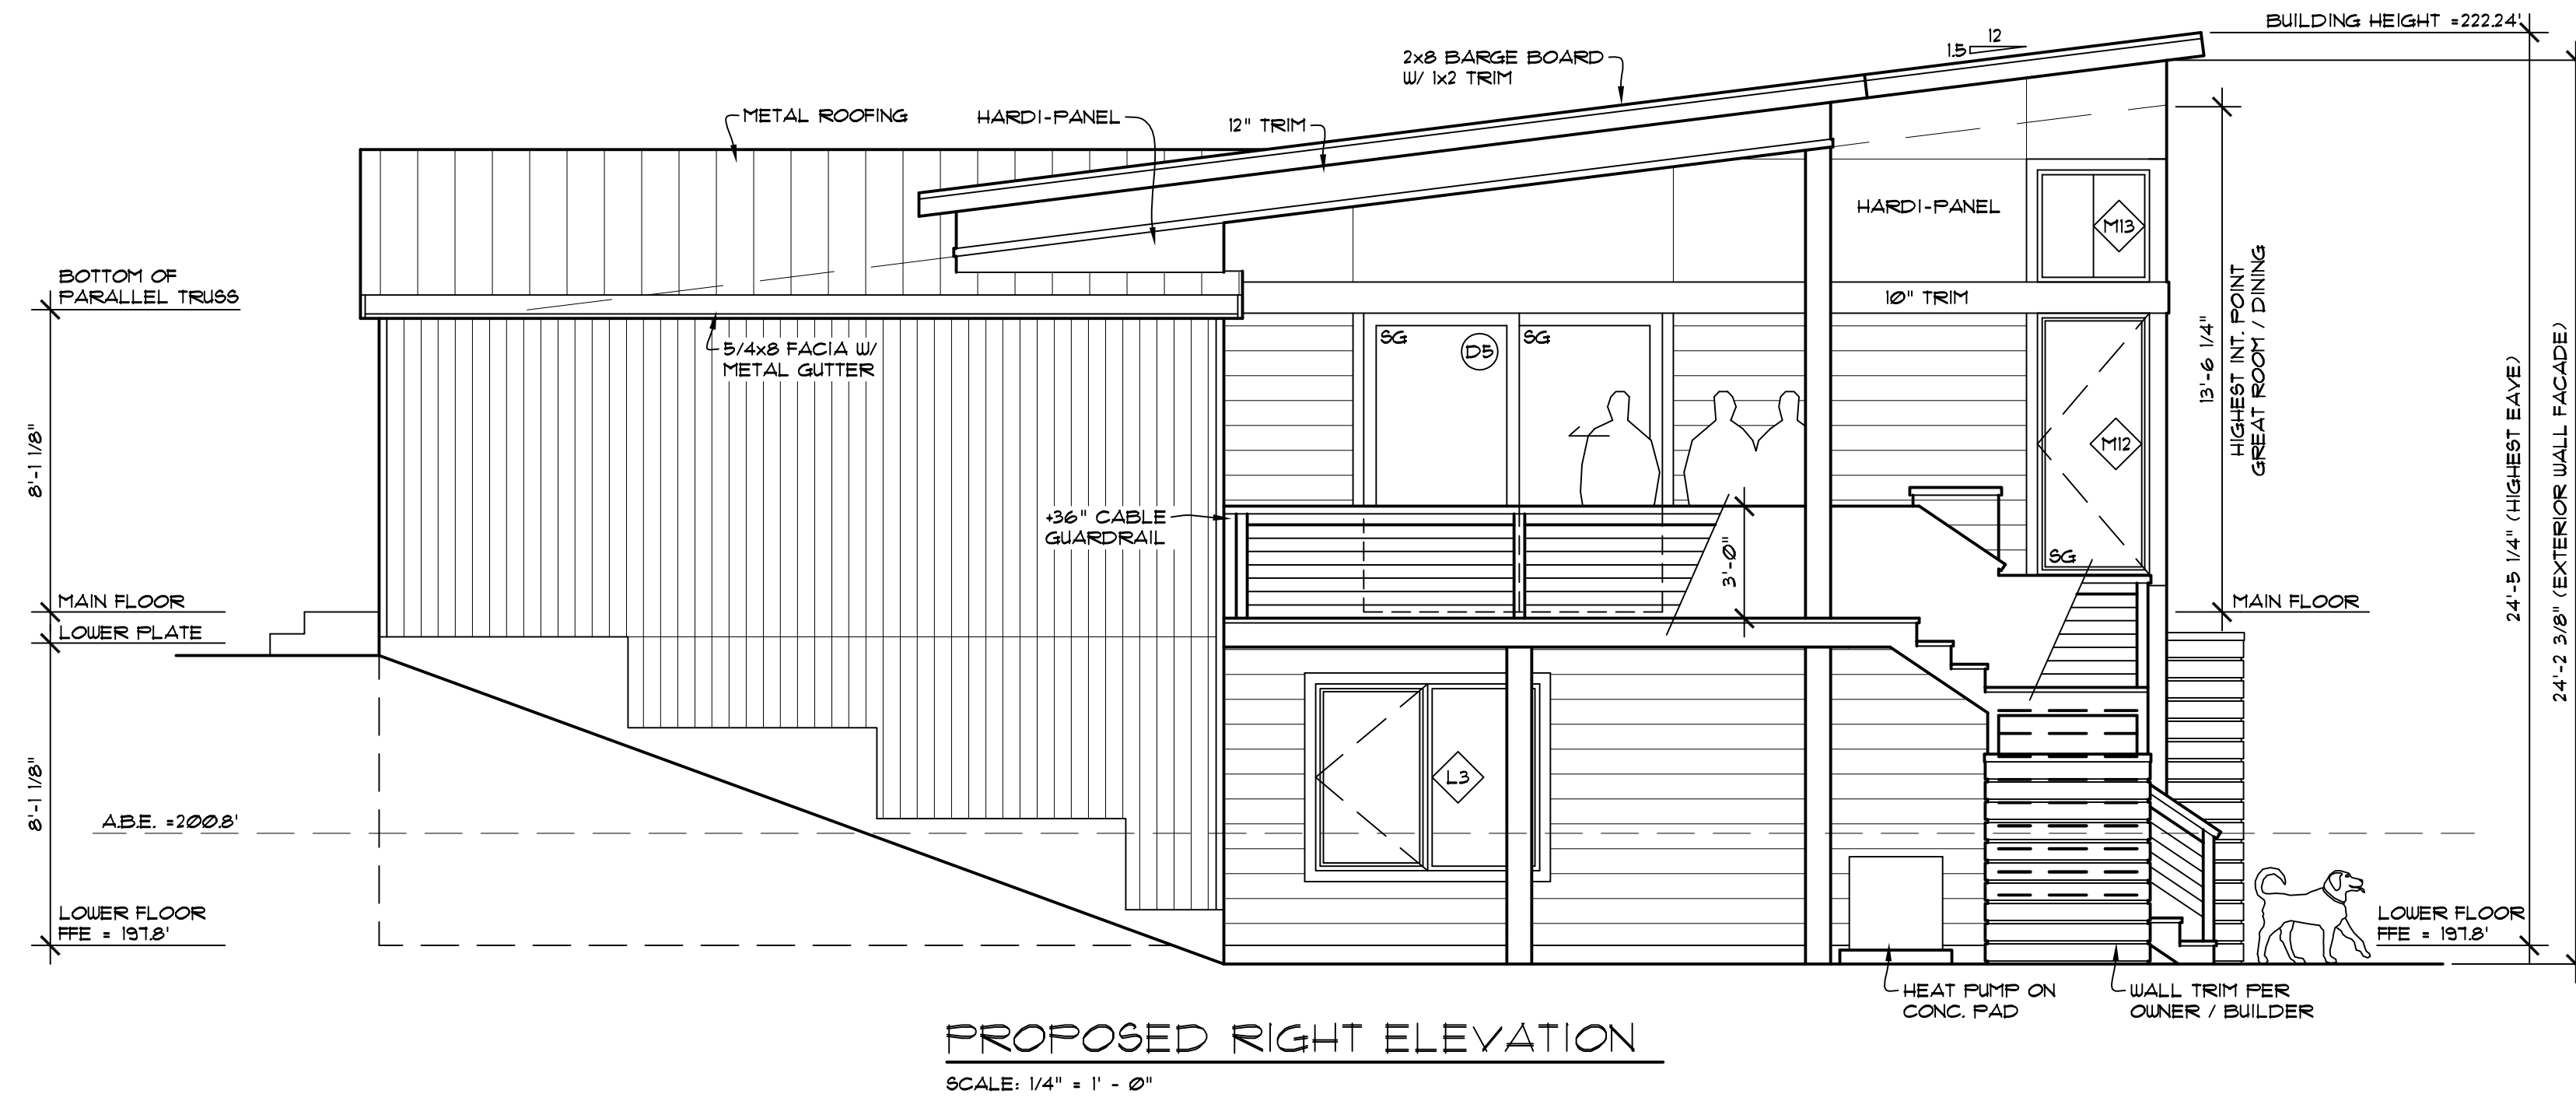 BUILDING HEIGHT =222.24'
12
1.5
2x8 BARGE BOARD
W/ 1x2 TRIM
METAL ROOFING
HARDI-PANEL
12" TRIM
HARDI-PANEL
M13
BOTTOM OF
PARALLEL TRUSS
10" TRIM
HIGHEST INT. POINT
GREAT ROOM / DINING
13'-6 1/4"
24'-5 1/4" (HIGHEST EAVE)
24'-2 3/8" (EXTERIOR WALL FACADE)
5/4x8 FACIA W/
METAL GUTTER
SG
D5
SG
M12
8'-1 1/8"
+36" CABLE
GUARDRAIL
3'-0"
SG
MAIN FLOOR
MAIN FLOOR
LOWER PLATE
L3
8'-1 1/8"
A.B.E. =200.8'
LOWER FLOOR
FFE = 197.8'
LOWER FLOOR
FFE = 197.8'
HEAT PUMP ON
CONC. PAD
WALL TRIM PER
OWNER / BUILDER
PROPOSED RIGHT ELEVATION
SCALE: 1/4" = 1' - 0"